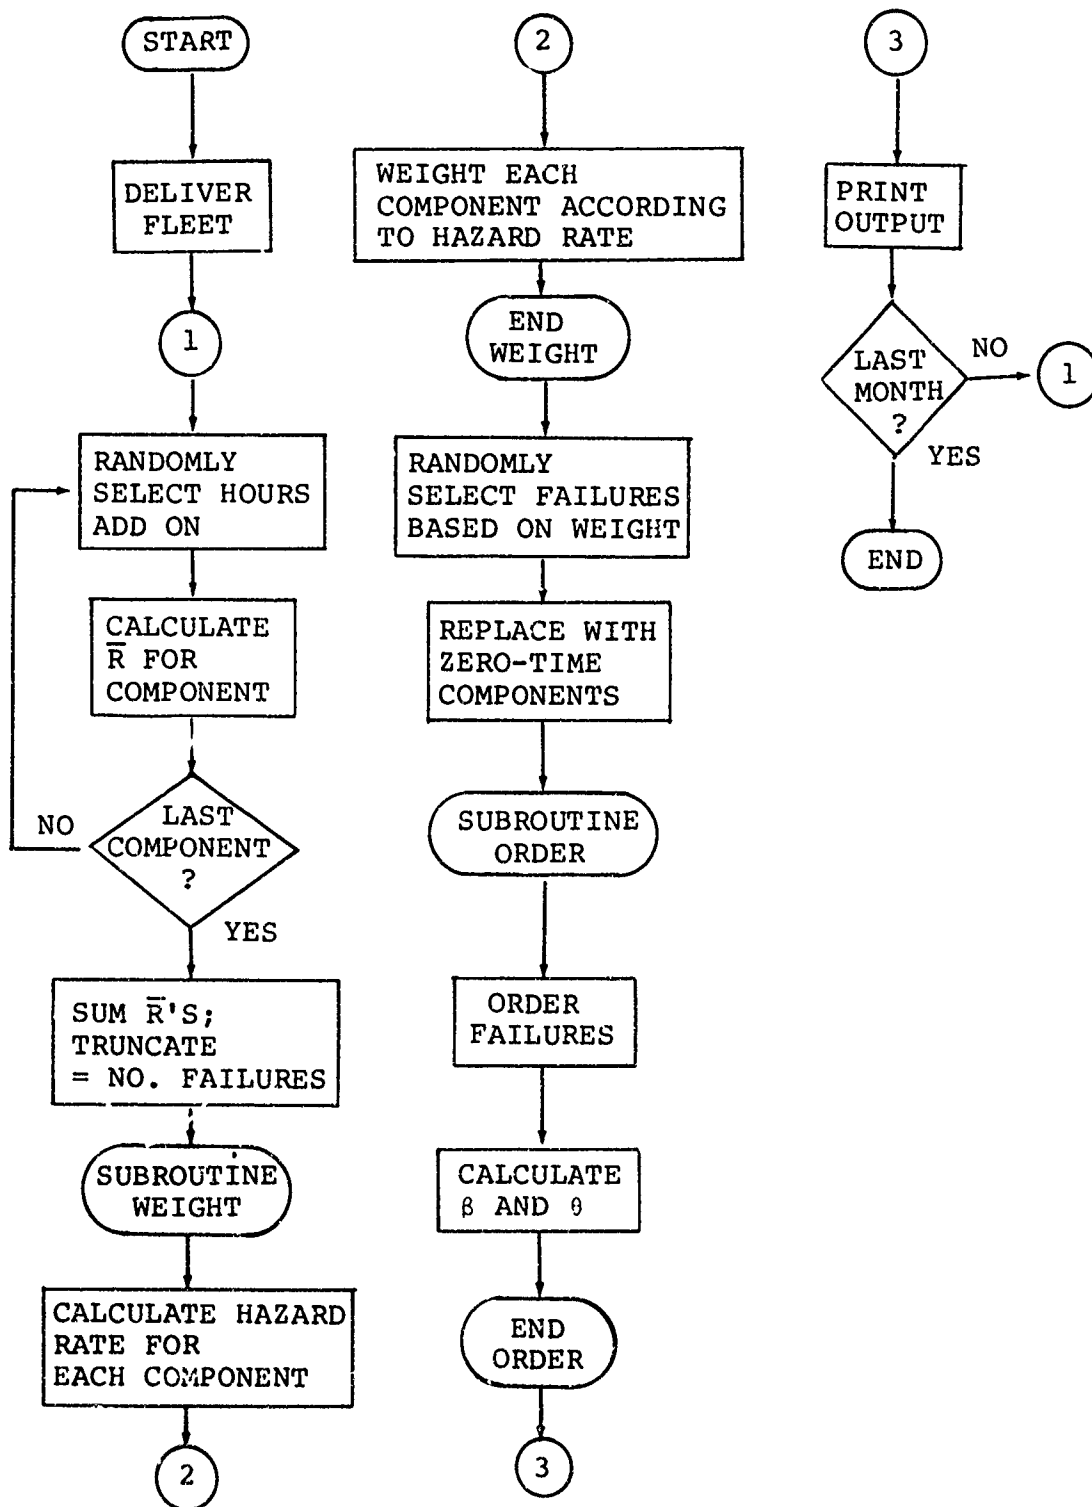 START
DELIVER
FLEET
1
RANDOMLY
SELECT HOURS
ADD ON
CALCULATE
R̅ FOR
COMPONENT
LAST
COMPONENT
?
NO
YES
SUM R̅'S;
TRUNCATE
= NO. FAILURES
SUBROUTINE
WEIGHT
CALCULATE HAZARD
RATE FOR
EACH COMPONENT
2
2
WEIGHT EACH
COMPONENT ACCORDING
TO HAZARD RATE
END
WEIGHT
RANDOMLY
SELECT FAILURES
BASED ON WEIGHT
REPLACE WITH
ZERO-TIME
COMPONENTS
SUBROUTINE
ORDER
ORDER
FAILURES
CALCULATE
β AND θ
END
ORDER
3
3
PRINT
OUTPUT
LAST
MONTH
?
NO
1
YES
END